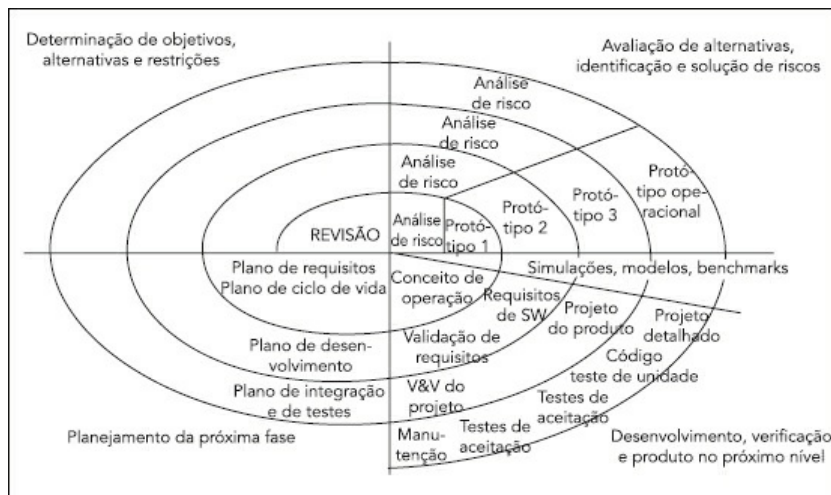 Determinação de objetivos,
alternativas e restrições
Avaliação de alternativas,
identificação e solução de riscos
Análise
de risco
Análise
de risco
Análise
de risco
Análise
de risco
REVISÃO
Protó-
tipo 1
Protó-
tipo 2
Protó-
tipo 3
Protó-
tipo ope-
racional
Simulações, modelos, benchmarks
Plano de requisitos
Plano de ciclo de vida
Conceito de
operação
Requisitos
de SW
Projeto
do produto
Projeto
detalhado
Plano de desen-
volvimento
Validação de
requisitos
Código
teste de unidade
Plano de integração
e de testes
V&V do
projeto
Testes de
aceitação
Planejamento da próxima fase
Manu-
tenção
Testes de
aceitação
Desenvolvimento, verificação
e produto no próximo nível